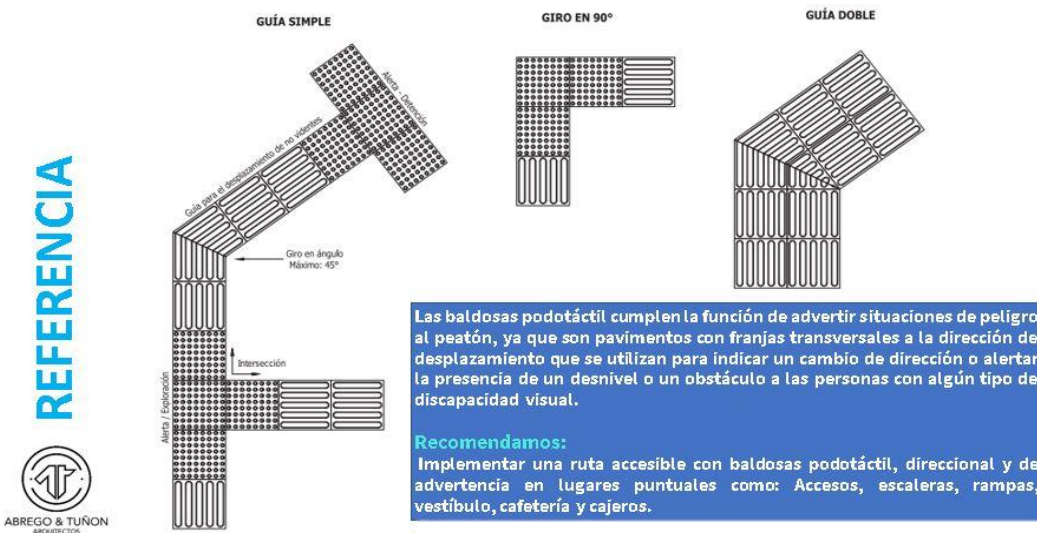 GUÍA SIMPLE
GIRO EN 90°
GUÍA DOBLE
Alerta - Detención
Guía para el desplazamiento de no videntes
Giro en ángulo
Máximo: 45°
Intersección
Alerta / Exploración
REFERENCIA
Las baldosas podotáctil cumplen la función de advertir situaciones de peligro
al peatón, ya que son pavimentos con franjas transversales a la dirección de
desplazamiento que se utilizan para indicar un cambio de dirección o alertar
la presencia de un desnivel o un obstáculo a las personas con algún tipo de
discapacidad visual.
Recomendamos:
Implementar una ruta accesible con baldosas podotáctil, direccional y de
advertencia en lugares puntuales como: Accesos, escaleras, rampas,
vestíbulo, cafetería y cajeros.
ABREGO & TUÑON
ARQUITECTOS